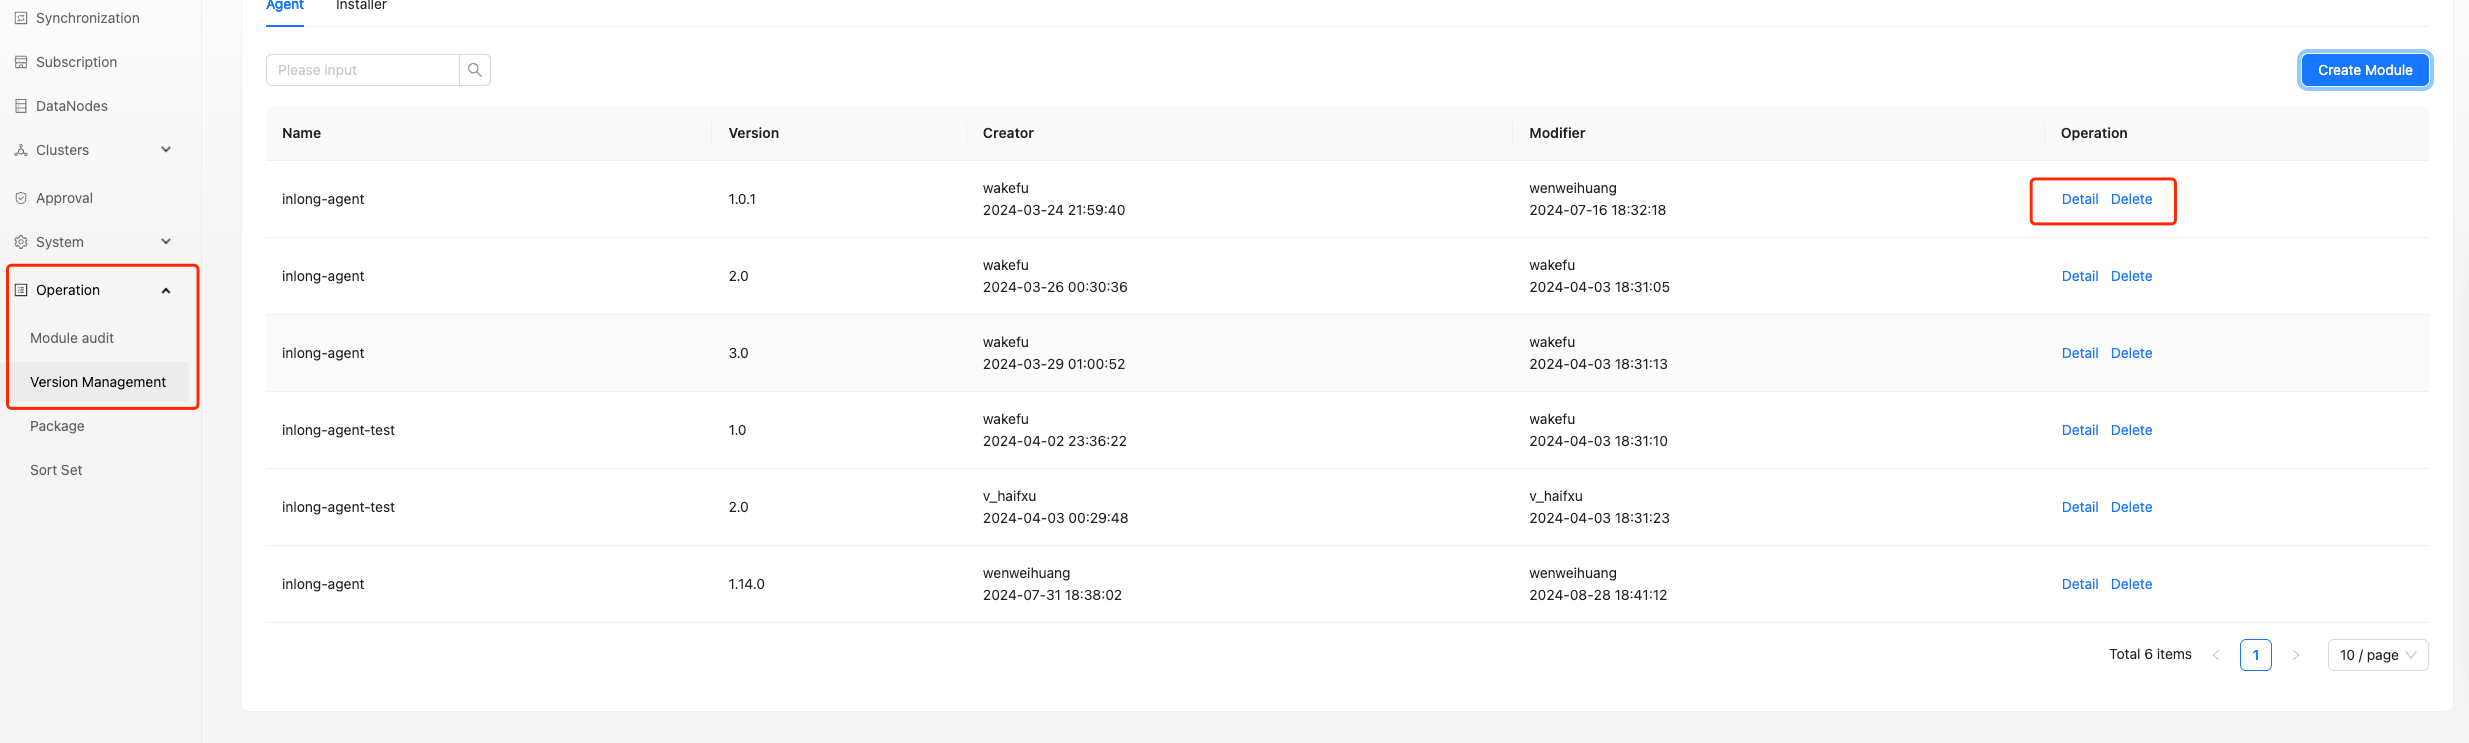 Synchronization
Subscription
DataNodes
Clusters
Approval
System
Operation
Module audit
Version Management
Package
Sort Set
Agent Installer
Please input
Create Module
Name Version Creator Modifier Operation
inlong-agent 1.0.1 wakefu 2024-03-24 21:59:40 wenweihuang 2024-07-16 18:32:18 Detail Delete
inlong-agent 2.0 wakefu 2024-03-26 00:30:36 wakefu 2024-04-03 18:31:05 Detail Delete
inlong-agent 3.0 wakefu 2024-03-29 01:00:52 wakefu 2024-04-03 18:31:13 Detail Delete
inlong-agent-test 1.0 wakefu 2024-04-02 23:36:22 wakefu 2024-04-03 18:31:10 Detail Delete
inlong-agent-test 2.0 v_haifxu 2024-04-03 00:29:48 v_haifxu 2024-04-03 18:31:23 Detail Delete
inlong-agent 1.14.0 wenweihuang 2024-07-31 18:38:02 wenweihuang 2024-08-28 18:41:12 Detail Delete
Total 6 items < 1 > 10 / page